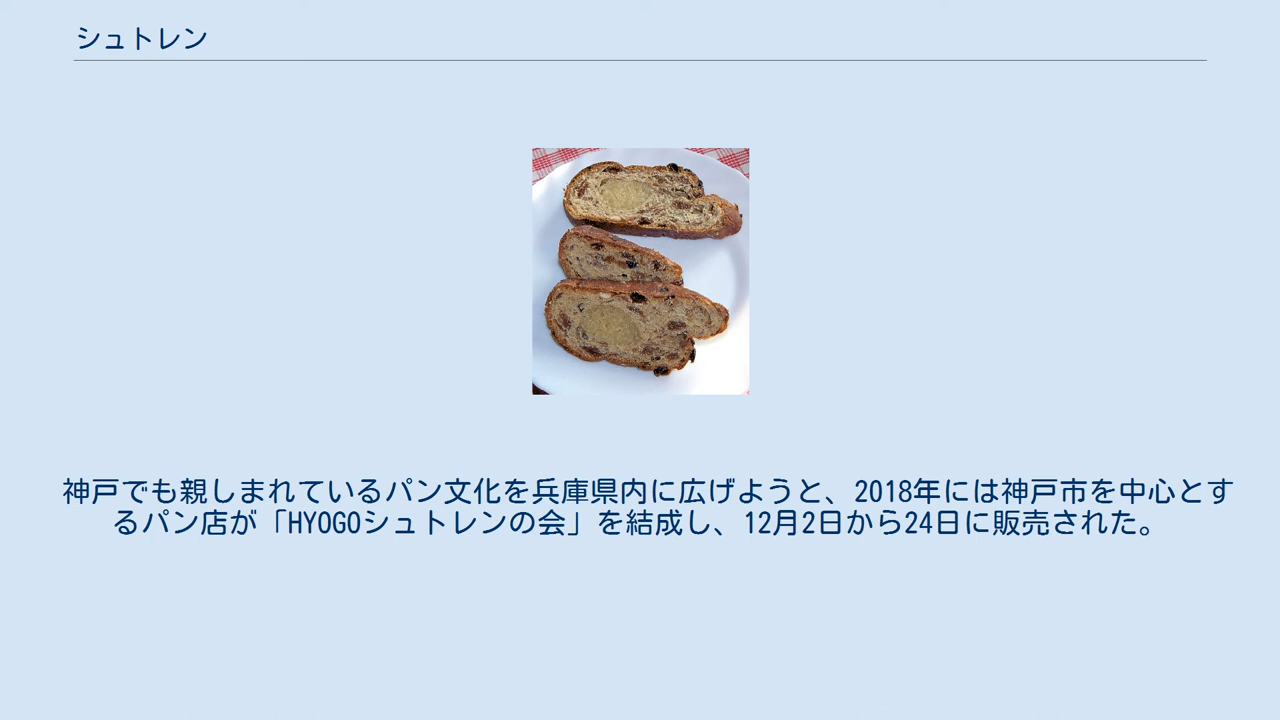 シュトレン
神戸でも親しまれているパン文化を兵庫県内に広げようと、2018年には神戸市を中心とす
るパン店が「HYOGOシュトレンの会」を結成し、12月2日から24日に販売された。